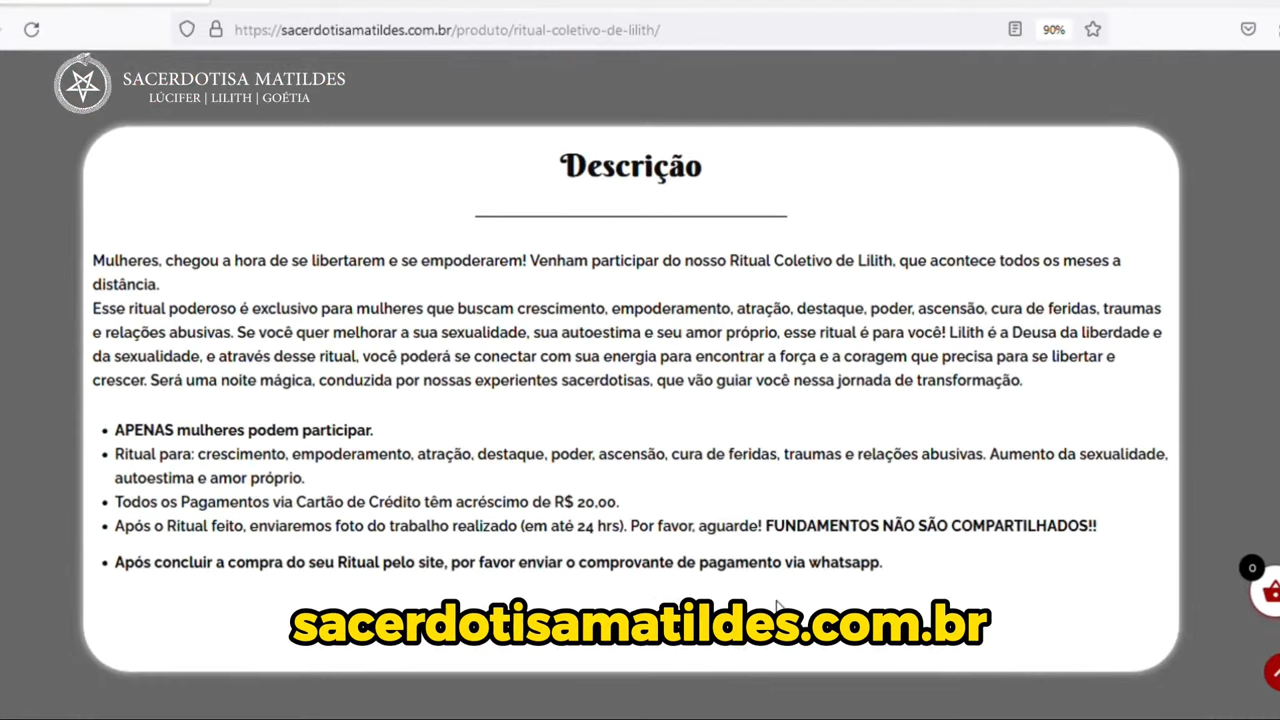 https://sacerdotisamatildes.com.br/produto/ritual-coletivo-de-lilith/
90%
SACERDOTISA MATILDES
LÚCIFER | LILITH | GOÉTIA
Descrição
Mulheres, chegou a hora de se libertarem e se empoderarem! Venham participar do nosso Ritual Coletivo de Lilith, que acontece todos os meses a
distância.
Esse ritual poderoso é exclusivo para mulheres que buscam crescimento, empoderamento, atração, destaque, poder, ascensão, cura de feridas, traumas
e relações abusivas. Se você quer melhorar a sua sexualidade, sua autoestima e seu amor próprio, esse ritual é para você! Lilith é a Deusa da liberdade e
da sexualidade, e através desse ritual, você poderá se conectar com sua energia para encontrar a força e a coragem que precisa para se libertar e
crescer. Será uma noite mágica, conduzida por nossas experientes sacerdotisas, que vão guiar você nessa jornada de transformação.
• APENAS mulheres podem participar.
• Ritual para: crescimento, empoderamento, atração, destaque, poder, ascensão, cura de feridas, traumas e relações abusivas. Aumento da sexualidade,
autoestima e amor próprio.
• Todos os Pagamentos via Cartão de Crédito têm acréscimo de R$ 20,00.
• Após o Ritual feito, enviaremos foto do trabalho realizado (em até 24 hrs). Por favor, aguarde! FUNDAMENTOS NÃO SÃO COMPARTILHADOS!!
• Após concluir a compra do seu Ritual pelo site, por favor enviar o comprovante de pagamento via whatsapp.
0
sacerdotisamatildes.com.br